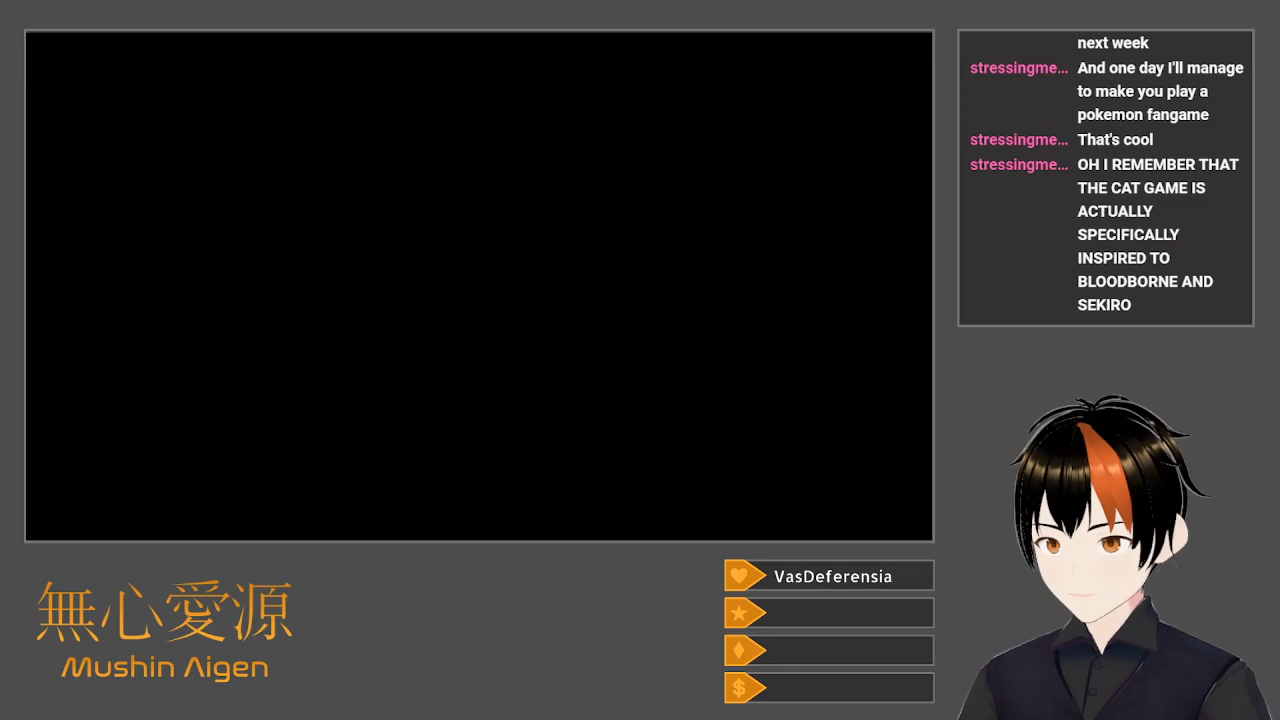 next week
stressingme... And one day I'll manage
to make you play a
pokemon fangame
stressingme... That's cool
stressingme... OH I REMEMBER THAT
THE CAT GAME IS
ACTUALLY
SPECIFICALLY
INSPIRED TO
BLOODBORNE AND
SEKIRO
VasDeferensia
$
無心愛源
Mushin Aigen